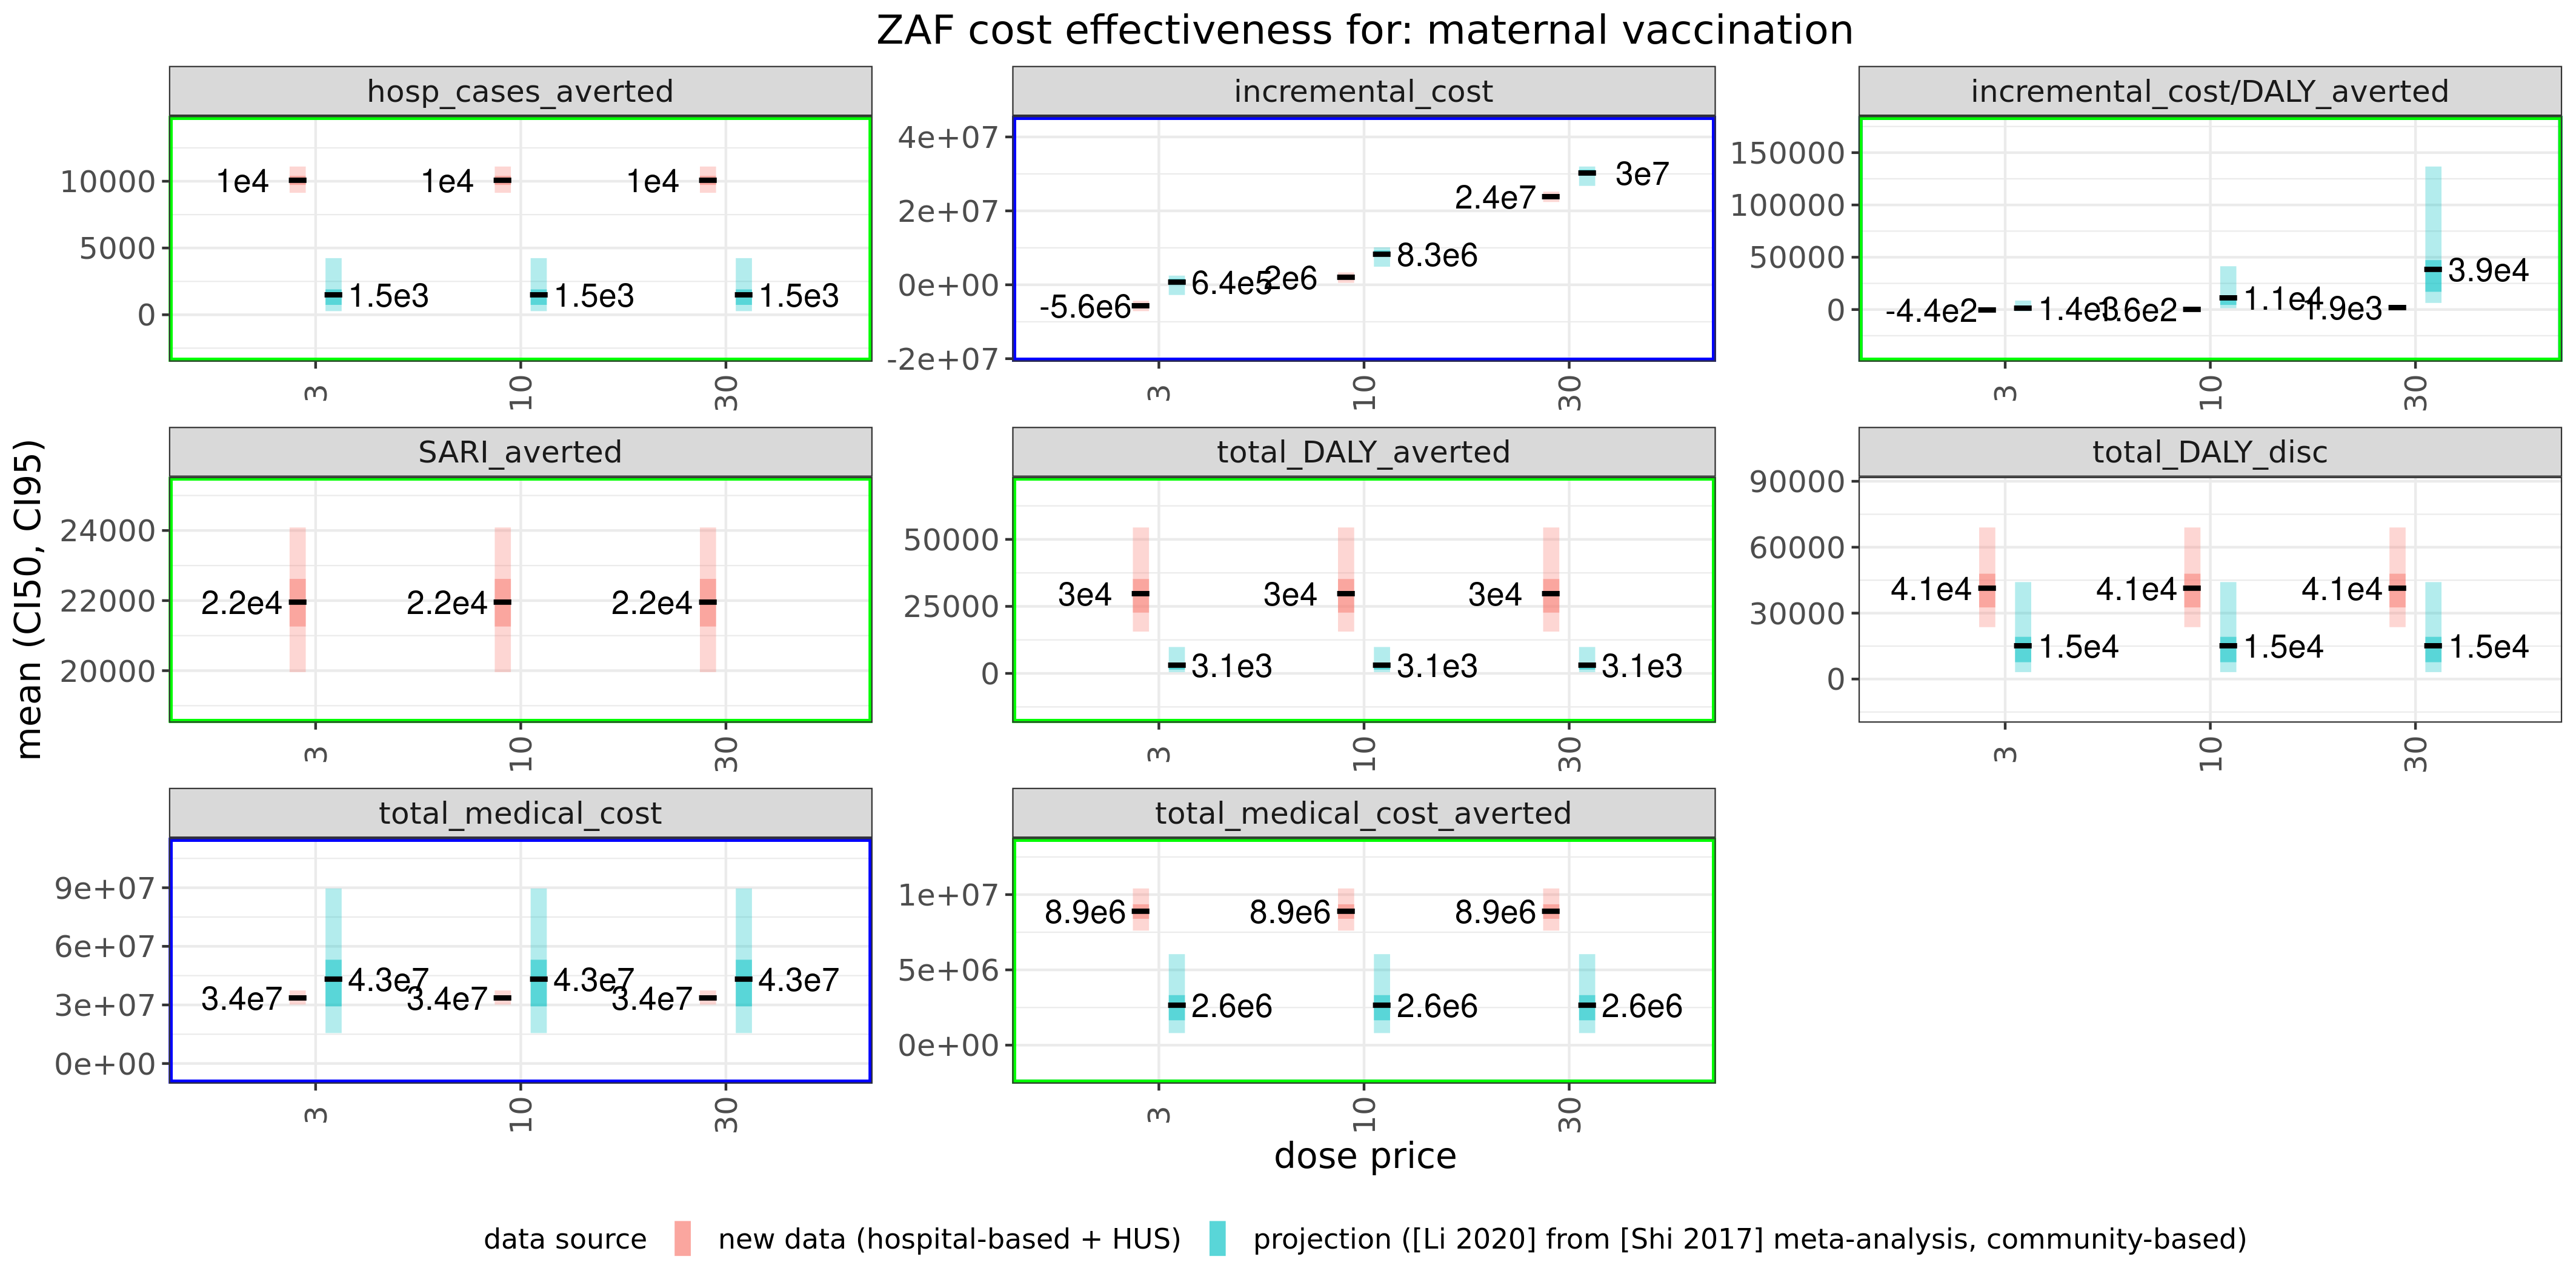 ZAF cost effectiveness for: maternal vaccination
mean (CI50, CI95)
hosp_cases_averted
10000
5000
0
1e4 1e4 1e4
1.5e3 1.5e3 1.5e3
3 10 30
incremental_cost
4e+07
2e+07
0e+00
-2e+07
-5.6e6 6.4e5 2e6 8.3e6 2.4e7 3e7
3 10 30
incremental_cost/DALY_averted
150000
100000
50000
0
-4.4e2 1.4e3 1.6e2 1.1e4 1.9e3 3.9e4
3 10 30
SARI_averted
24000
22000
20000
2.2e4 2.2e4 2.2e4
3 10 30
total_DALY_averted
50000
25000
0
3e4 3e4 3e4
3.1e3 3.1e3 3.1e3
3 10 30
total_DALY_disc
90000
60000
30000
0
4.1e4 4.1e4 4.1e4
1.5e4 1.5e4 1.5e4
3 10 30
total_medical_cost
9e+07
6e+07
3e+07
0e+00
3.4e7 4.3e7 3.4e7 4.3e7 3.4e7 4.3e7
3 10 30
total_medical_cost_averted
1e+07
5e+06
0e+00
8.9e6 8.9e6 8.9e6
2.6e6 2.6e6 2.6e6
3 10 30
dose price
data source new data (hospital-based + HUS) projection ([Li 2020] from [Shi 2017] meta-analysis, community-based)